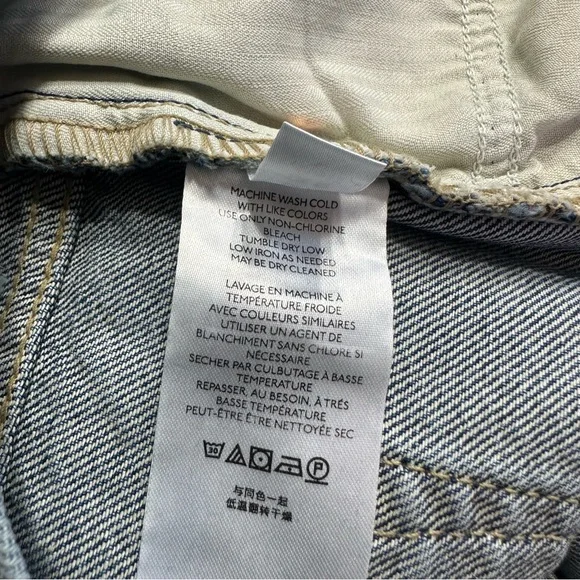 MACHINE WASH COLD
WITH LIKE COLORS
USE ONLY NON-CHLORINE
BLEACH
TUMBLE DRY LOW
LOW IRON AS NEEDED
MAY BE DRY CLEANED
LAVAGE EN MACHINE À
TEMPÉRATURE FROIDE
AVEC COULEURS SIMILAIRES
UTILISER UN AGENT DE
BLANCHIMENT SANS CHLORE SI
NÉCESSAIRE
SECHER PAR CULBUTAGE À BASSE
TEMPERATURE
REPASSER, AU BESOIN, À TRÉS
BASSE TEMPÉRATURE
PEUT-ÊTRE ÊTRE NETTOYÉE SEC
30 P
与同色一起
低温翻转干燥